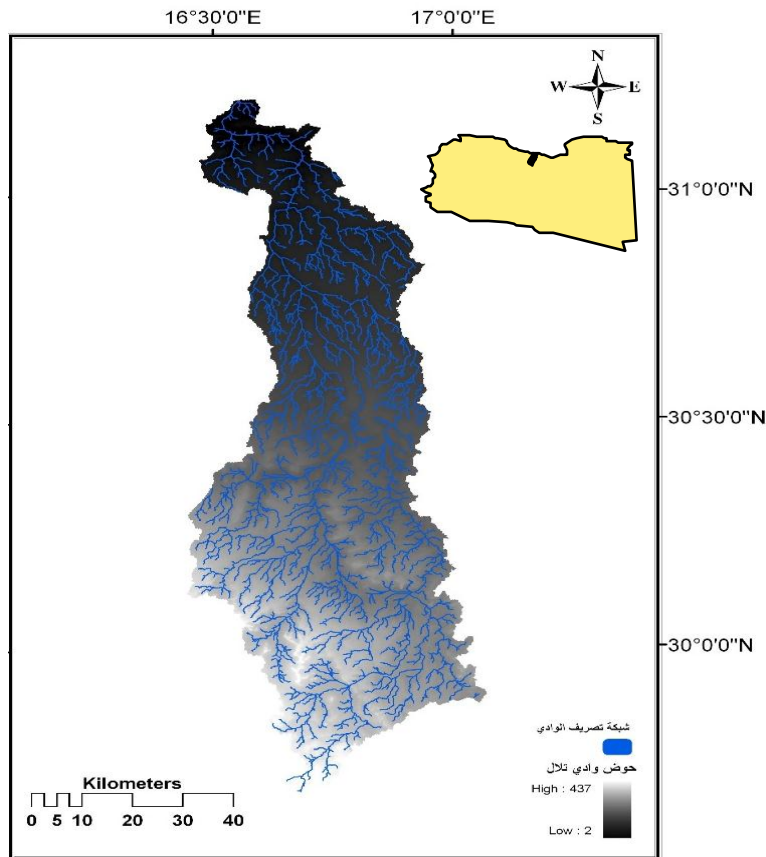 16°30'0"E 17°0'0"E
N
W E
S
31°0'0"N
30°30'0"N
30°0'0"N
شبكة تصريف الوادي
حوض وادي تلال
High : 437
Low : 2
Kilometers
0 5 10 20 30 40